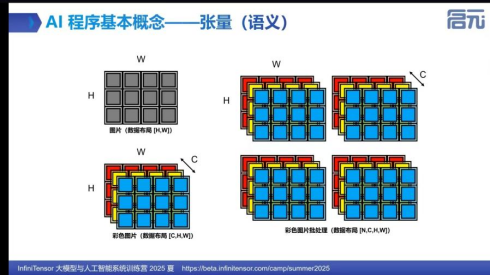 AI 程序基本概念——张量（语义）
启元
W
H
图片（数据布局 [H,W]）
W
H
C
彩色图片（数据布局 [C,H,W]）
W
H
C
彩色图片批处理（数据布局 [N,C,H,W]）
InfiniTensor 大模型与人工智能系统训练营 2025 夏 | https://beta.infinitensor.com/camp/summer2025